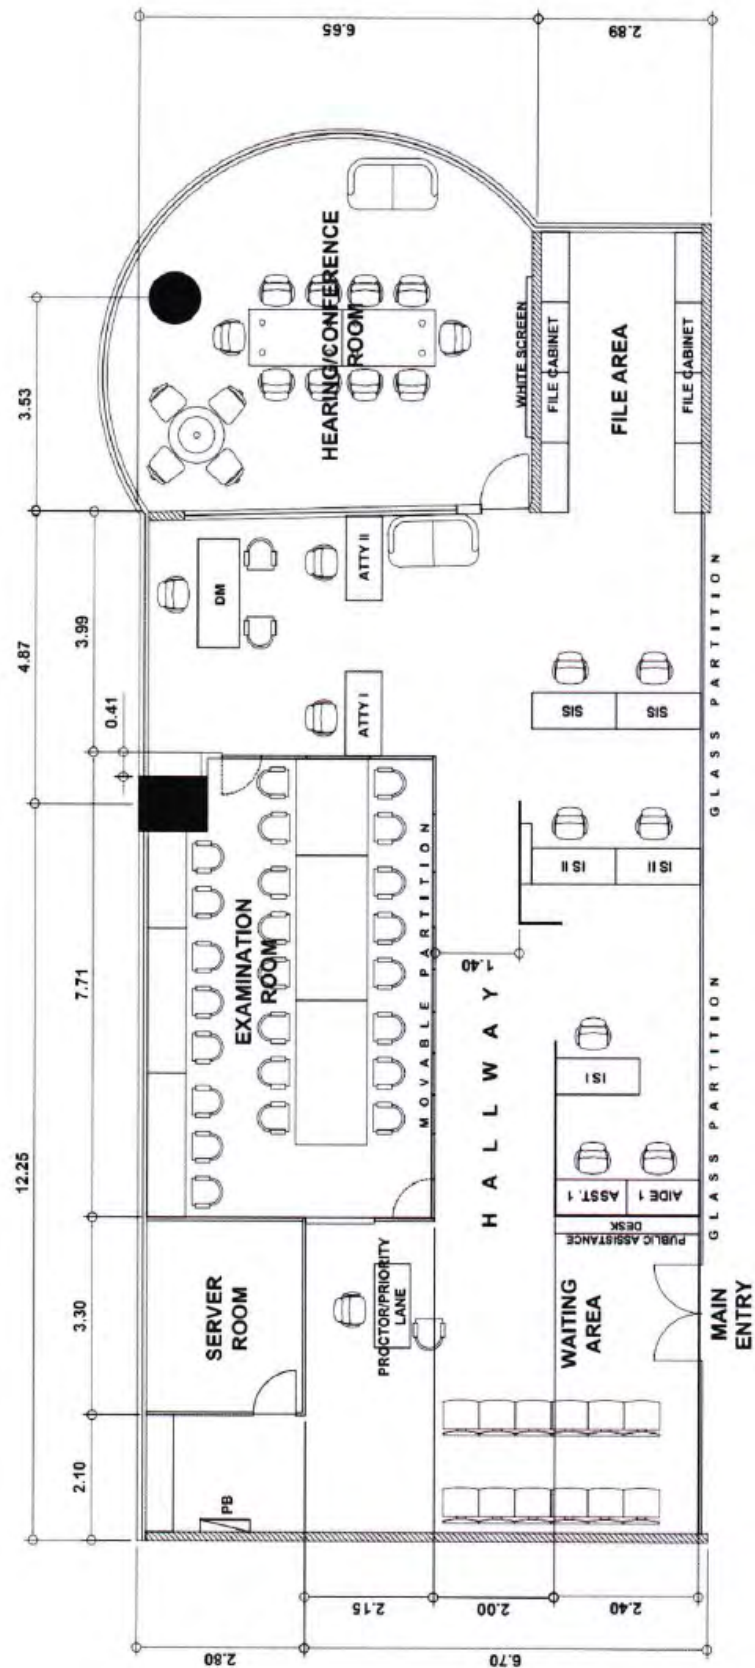 6.65
2.89
3.53
4.87
3.99
0.41
12.25
7.71
3.30
2.10
HEARING/CONFERENCE
ROOM
WHITE SCREEN
FILE CABINET
FILE AREA
FILE CABINET
DM
ATTY II
ATTY I
SIS
SIS
GLASS PARTITION
IS II
IS II
EXAMINATION
ROOM
MOVABLE PARTITION
1.40
HALLWAY
IS I
ASST. 1
AIDE 1
GLASS PARTITION
PUBLIC ASSISTANCE
DESK
SERVER
ROOM
PROCTOR/PRIORITY
LANE
WAITING
AREA
MAIN
ENTRY
PB
2.15
2.00
2.40
2.80
6.70